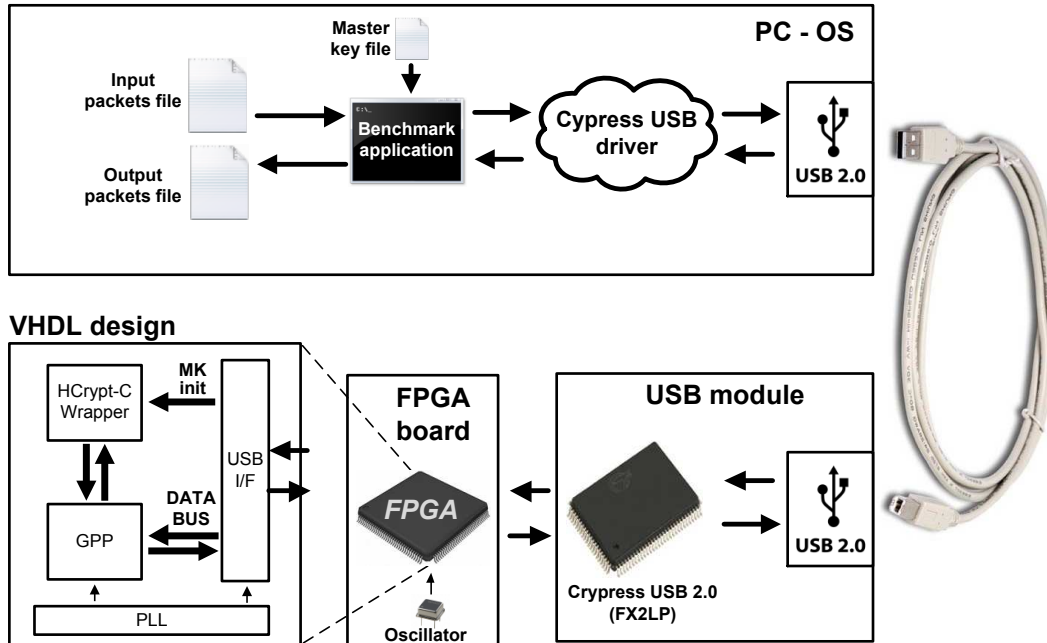 PC - OS
Master
key file
Input
packets file
C:\_
Benchmark
application
Cypress USB
driver
USB 2.0
Output
packets file
VHDL design
HCrypt-C
Wrapper
MK
init
USB
I/F
GPP
DATA
BUS
PLL
FPGA
board
FPGA
Oscillator
USB module
Crypress USB 2.0
(FX2LP)
USB 2.0